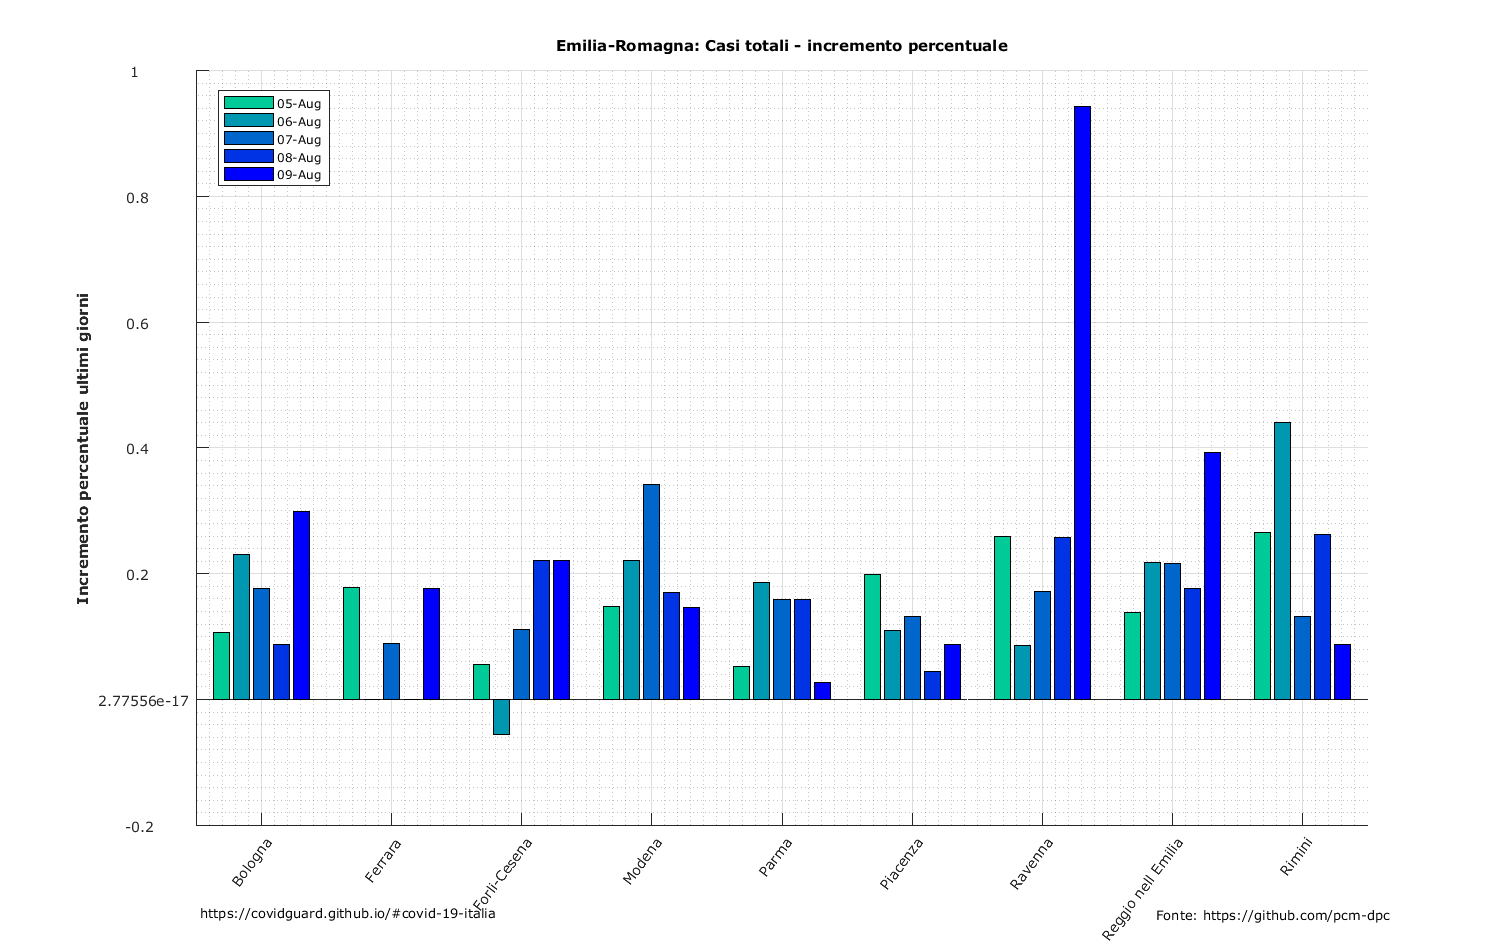 Emilia-Romagna: Casi totali - incremento percentuale
1
0.8
0.6
0.4
0.2
2.77556e-17
-0.2
Incremento percentuale ultimi giorni
05-Aug
06-Aug
07-Aug
08-Aug
09-Aug
Bologna
Ferrara
Forlì-Cesena
Modena
Parma
Piacenza
Ravenna
Reggio nell Emilia
Rimini
https://covidguard.github.io/#covid-19-italia
Fonte: https://github.com/pcm-dpc